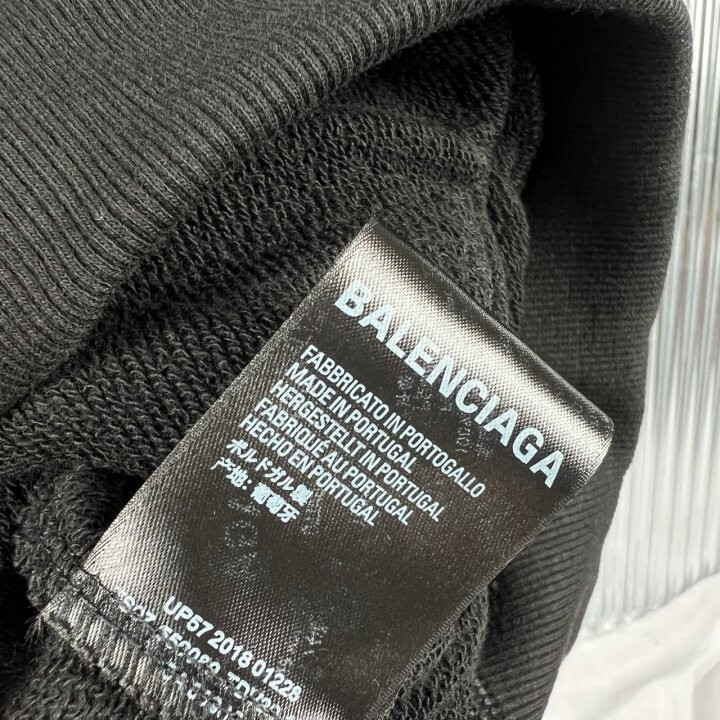 BALENCIAGA
FABBRICATO IN PORTOGALLO
MADE IN PORTUGAL
HERGESTELLT IN PORTUGAL
FABRIQUÉ AU PORTUGAL
HECHO EN PORTUGAL
ポルトガル製
产地: 葡萄牙
UP57 2018 01228